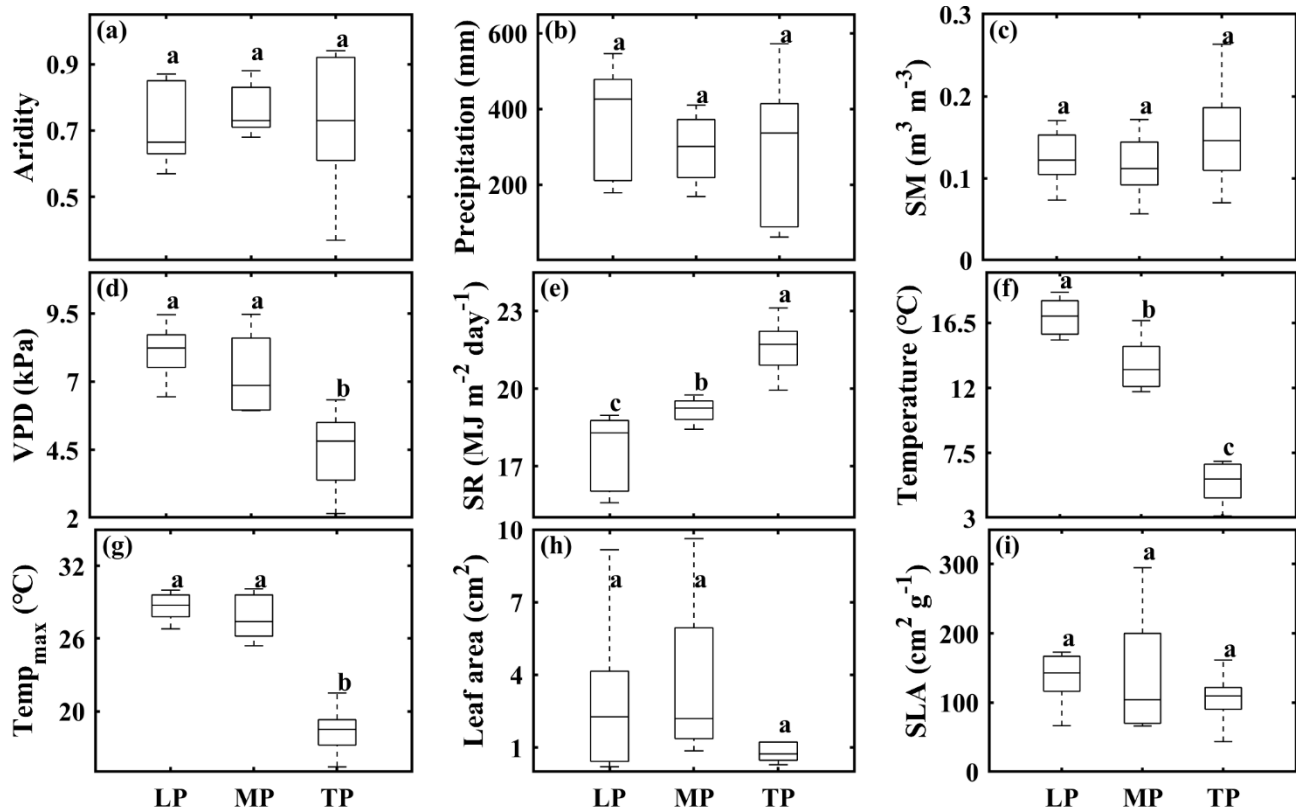 (a)
a
a
a
0.9
0.7
0.5
Aridity
(b)
a
a
a
600
400
200
Precipitation (mm)
(c)
a
a
a
0.3
0.2
0.1
0
SM (m³ m⁻³)
(d)
a
a
b
9.5
7
4.5
2
VPD (kPa)
(e)
c
b
a
23
20
17
SR (MJ m⁻² day⁻¹)
(f)
a
b
c
16.5
12
7.5
3
Temperature (°C)
(g)
a
a
b
32
26
20
Tempmax (°C)
LP MP TP
(h)
a
a
a
10
7
4
1
Leaf area (cm²)
LP MP TP
(i)
a
a
a
300
200
100
0
SLA (cm² g⁻¹)
LP MP TP